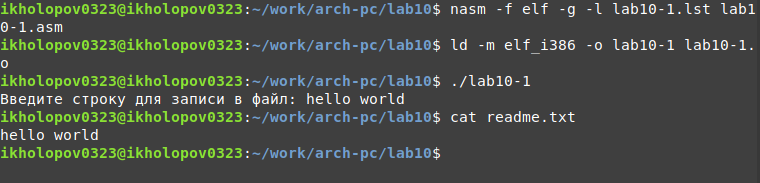 ikholopov0323@ikholopov0323:~/work/arch-pc/lab10$ nasm -f elf -g -l lab10-1.lst lab1
0-1.asm
ikholopov0323@ikholopov0323:~/work/arch-pc/lab10$ ld -m elf_i386 -o lab10-1 lab10-1.
o
ikholopov0323@ikholopov0323:~/work/arch-pc/lab10$ ./lab10-1
Введите строку для записи в файл: hello world
ikholopov0323@ikholopov0323:~/work/arch-pc/lab10$ cat readme.txt
hello world
ikholopov0323@ikholopov0323:~/work/arch-pc/lab10$